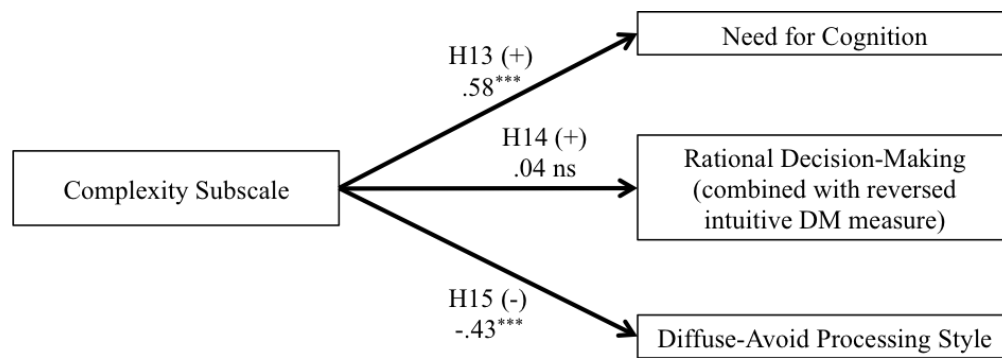 Need for Cognition
H13 (+)
.58***
H14 (+)
.04 ns
Complexity Subscale
Rational Decision-Making
(combined with reversed
intuitive DM measure)
H15 (-)
-.43***
Diffuse-Avoid Processing Style